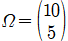 Ω = (10
5)